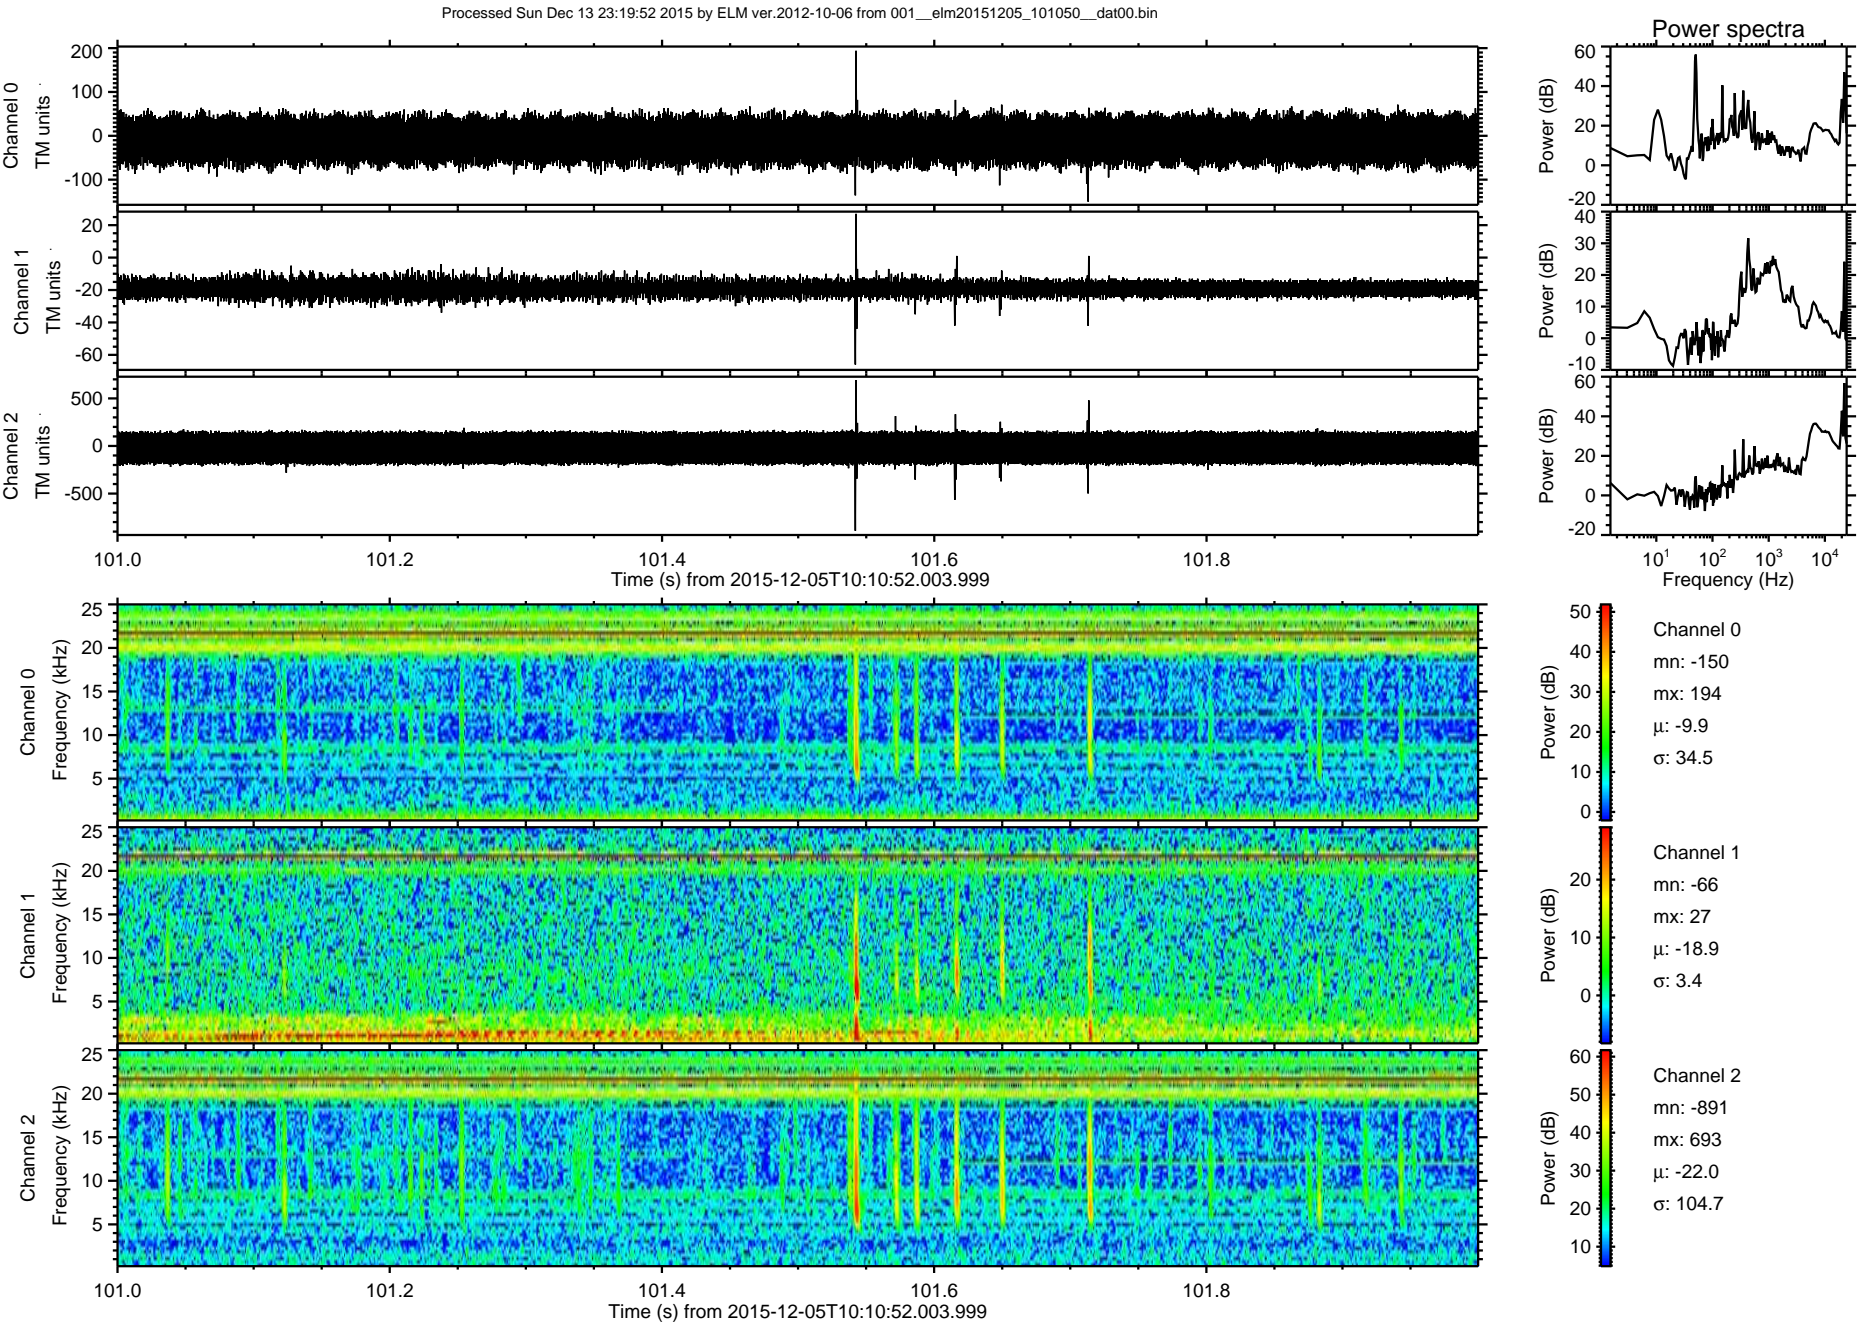 Processed Sun Dec 13 23:19:52 2015 by ELM ver.2012-10-06 from 001__elm20151205_101050__dat00.bin
Power spectra
Channel 0
TM units
200
100
0
-100
Power (dB)
60
40
20
0
-20
Channel 1
TM units
20
0
-20
-40
-60
Power (dB)
40
30
20
10
0
-10
Channel 2
TM units
500
0
-500
Power (dB)
60
40
20
0
-20
101.0 101.2 101.4 101.6 101.8
Time (s) from 2015-12-05T10:10:52.003.999
10^1 10^2 10^3 10^4
Frequency (Hz)
Channel 0
Frequency (kHz)
25
20
15
10
5
Power (dB)
50
40
30
20
10
0
Channel 0
mn: -150
mx: 194
μ: -9.9
σ: 34.5
Channel 1
Frequency (kHz)
25
20
15
10
5
Power (dB)
20
10
0
Channel 1
mn: -66
mx: 27
μ: -18.9
σ: 3.4
Channel 2
Frequency (kHz)
25
20
15
10
5
Power (dB)
60
50
40
30
20
10
Channel 2
mn: -891
mx: 693
μ: -22.0
σ: 104.7
101.0 101.2 101.4 101.6 101.8
Time (s) from 2015-12-05T10:10:52.003.999